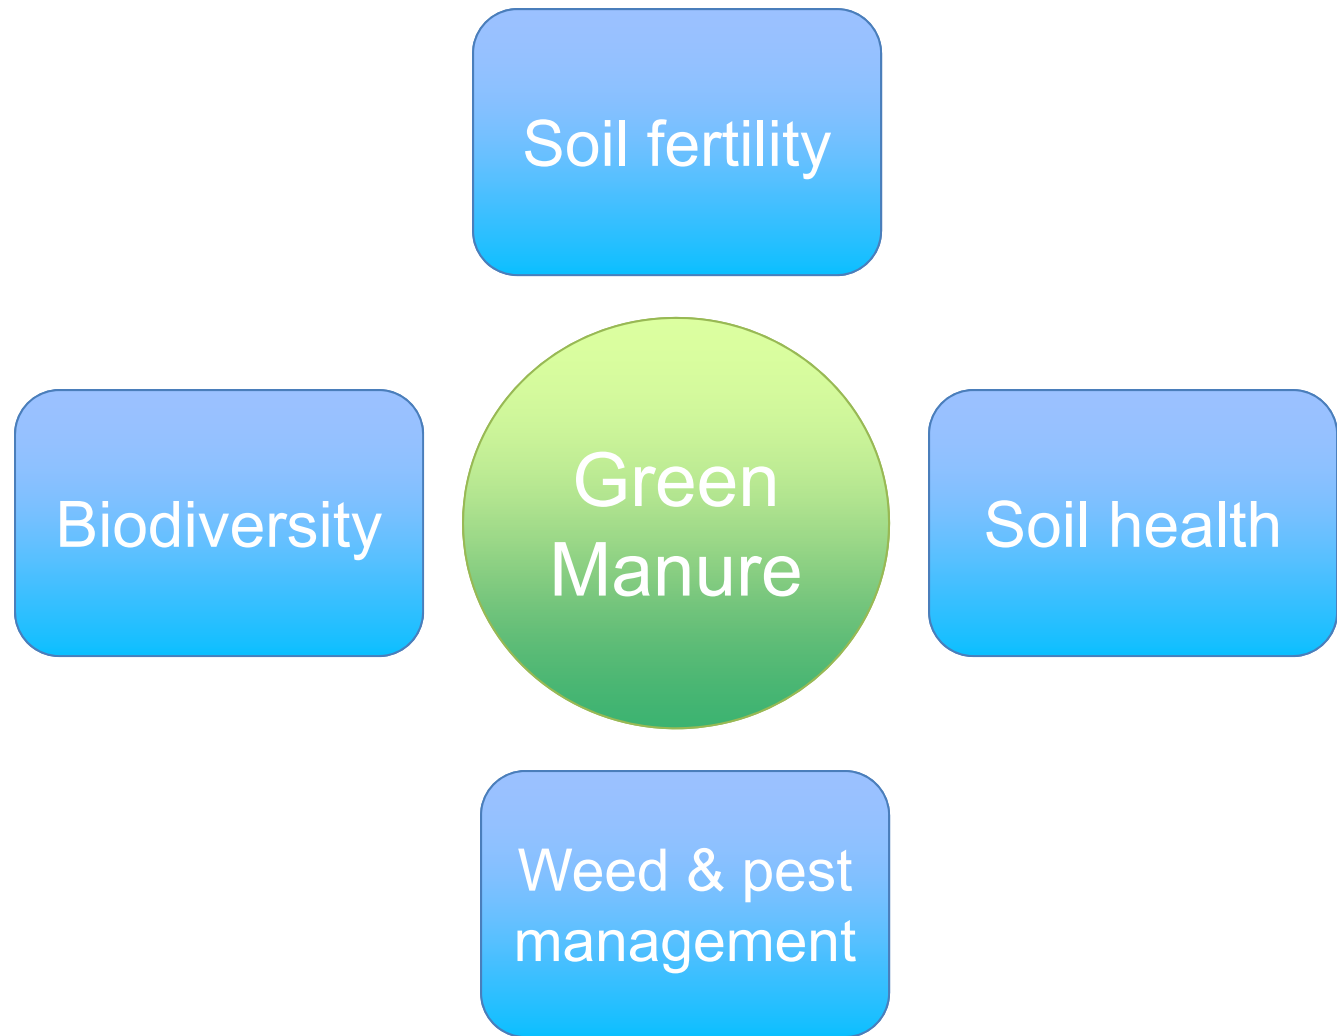 Soil fertility
Biodiversity
Green
Manure
Soil health
Weed & pest
management